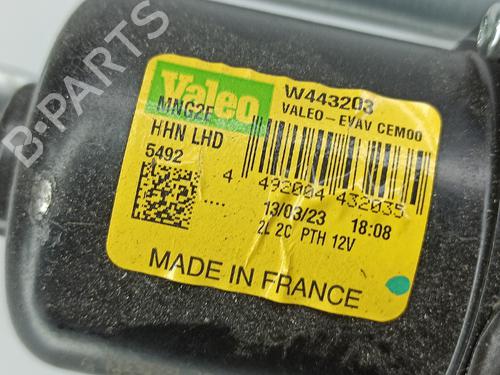 Valeo
MNG2E
HHN LHD
5492
W443203
VALEO-EVAV CEM00
4 492004 432035
....
13/03/23 18:08
2L 2C PTH 12V
MADE IN FRANCE
B-PARTS